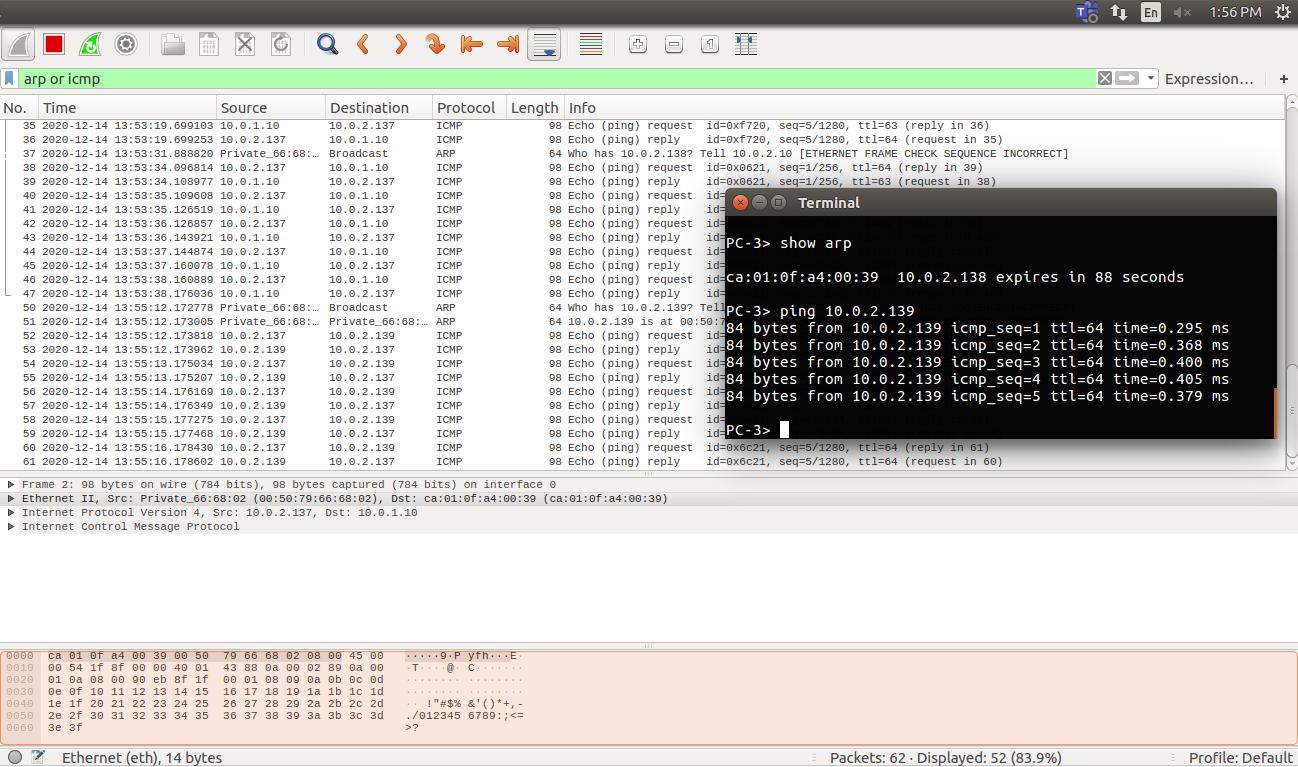 En 1:56 PM
arp or icmp Expression… +
No. Time Source Destination Protocol Length Info
35 2020-12-14 13:53:19.699103 10.0.1.10 10.0.2.137 ICMP 98 Echo (ping) request id=0xf720, seq=5/1280, ttl=63 (reply in 36)
36 2020-12-14 13:53:19.699253 10.0.2.137 10.0.1.10 ICMP 98 Echo (ping) reply id=0xf720, seq=5/1280, ttl=64 (request in 35)
37 2020-12-14 13:53:31.888820 Private_66:68:… Broadcast ARP 64 Who has 10.0.2.138? Tell 10.0.2.10 [ETHERNET FRAME CHECK SEQUENCE INCORRECT]
38 2020-12-14 13:53:34.096814 10.0.2.137 10.0.1.10 ICMP 98 Echo (ping) request id=0x0621, seq=1/256, ttl=64 (reply in 39)
39 2020-12-14 13:53:34.108977 10.0.1.10 10.0.2.137 ICMP 98 Echo (ping) reply id=0x0621, seq=1/256, ttl=63 (request in 38)
40 2020-12-14 13:53:35.109608 10.0.2.137 10.0.1.10 ICMP 98 Echo (ping) request id=0x
41 2020-12-14 13:53:35.126519 10.0.1.10 10.0.2.137 ICMP 98 Echo (ping) reply id=0x
42 2020-12-14 13:53:36.126857 10.0.2.137 10.0.1.10 ICMP 98 Echo (ping) request id=0x
43 2020-12-14 13:53:36.143921 10.0.1.10 10.0.2.137 ICMP 98 Echo (ping) reply id=0x
44 2020-12-14 13:53:37.144874 10.0.2.137 10.0.1.10 ICMP 98 Echo (ping) request id=0x
45 2020-12-14 13:53:37.160078 10.0.1.10 10.0.2.137 ICMP 98 Echo (ping) reply id=0x
46 2020-12-14 13:53:38.160889 10.0.2.137 10.0.1.10 ICMP 98 Echo (ping) request id=0x
47 2020-12-14 13:53:38.176036 10.0.1.10 10.0.2.137 ICMP 98 Echo (ping) reply id=0x
50 2020-12-14 13:55:12.172778 Private_66:68:… Broadcast ARP 64 Who has 10.0.2.139? Tell
51 2020-12-14 13:55:12.173005 Private_66:68:… Private_66:68:… ARP 64 10.0.2.139 is at 00:50:7
52 2020-12-14 13:55:12.173818 10.0.2.137 10.0.2.139 ICMP 98 Echo (ping) request id=0x
53 2020-12-14 13:55:12.173962 10.0.2.139 10.0.2.137 ICMP 98 Echo (ping) reply id=0x
54 2020-12-14 13:55:13.175034 10.0.2.137 10.0.2.139 ICMP 98 Echo (ping) request id=0x
55 2020-12-14 13:55:13.175207 10.0.2.139 10.0.2.137 ICMP 98 Echo (ping) reply id=0x
56 2020-12-14 13:55:14.176169 10.0.2.137 10.0.2.139 ICMP 98 Echo (ping) request id=0x
57 2020-12-14 13:55:14.176349 10.0.2.139 10.0.2.137 ICMP 98 Echo (ping) reply id=0x
58 2020-12-14 13:55:15.177275 10.0.2.137 10.0.2.139 ICMP 98 Echo (ping) request id=0x
59 2020-12-14 13:55:15.177468 10.0.2.139 10.0.2.137 ICMP 98 Echo (ping) reply id=0x
60 2020-12-14 13:55:16.178430 10.0.2.137 10.0.2.139 ICMP 98 Echo (ping) request id=0x6c21, seq=5/1280, ttl=64 (reply in 61)
61 2020-12-14 13:55:16.178602 10.0.2.139 10.0.2.137 ICMP 98 Echo (ping) reply id=0x6c21, seq=5/1280, ttl=64 (request in 60)
Terminal
PC-3> show arp
ca:01:0f:a4:00:39 10.0.2.138 expires in 88 seconds
PC-3> ping 10.0.2.139
84 bytes from 10.0.2.139 icmp_seq=1 ttl=64 time=0.295 ms
84 bytes from 10.0.2.139 icmp_seq=2 ttl=64 time=0.368 ms
84 bytes from 10.0.2.139 icmp_seq=3 ttl=64 time=0.400 ms
84 bytes from 10.0.2.139 icmp_seq=4 ttl=64 time=0.405 ms
84 bytes from 10.0.2.139 icmp_seq=5 ttl=64 time=0.379 ms
PC-3>
Frame 2: 98 bytes on wire (784 bits), 98 bytes captured (784 bits) on interface 0
Ethernet II, Src: Private_66:68:02 (00:50:79:66:68:02), Dst: ca:01:0f:a4:00:39 (ca:01:0f:a4:00:39)
Internet Protocol Version 4, Src: 10.0.2.137, Dst: 10.0.1.10
Internet Control Message Protocol
0000 ca 01 0f a4 00 39 00 50 79 66 68 02 08 00 45 00 ·····9·P yfh···E·
0010 00 54 1f 8f 00 00 40 01 43 88 0a 00 02 89 0a 00 ·T····@· C·······
0020 01 0a 08 00 90 eb 8f 1f 00 01 08 09 0a 0b 0c 0d ········ ········
0030 0e 0f 10 11 12 13 14 15 16 17 18 19 1a 1b 1c 1d ········ ········
0040 1e 1f 20 21 22 23 24 25 26 27 28 29 2a 2b 2c 2d ·· !"#$% &'()*+,-
0050 2e 2f 30 31 32 33 34 35 36 37 38 39 3a 3b 3c 3d ./012345 6789:;<=
0060 3e 3f >?
Ethernet (eth), 14 bytes Packets: 62 · Displayed: 52 (83.9%) Profile: Default